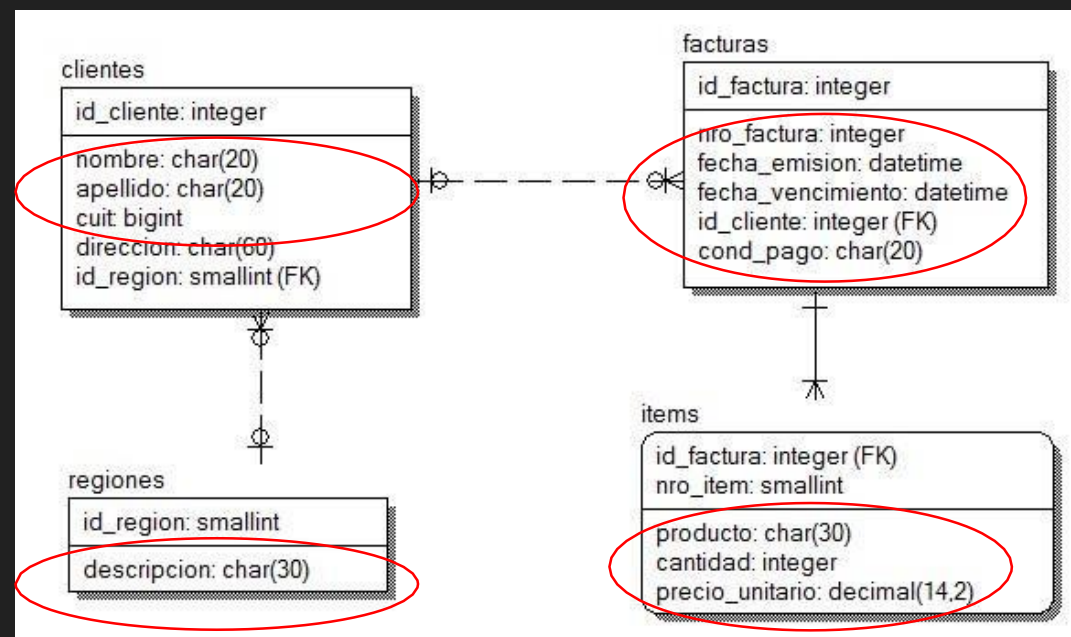 clientes
id_cliente: integer
nombre: char(20)
apellido: char(20)
cuit: bigint
direccion: char(60)
id_region: smallint (FK)
facturas
id_factura: integer
nro_factura: integer
fecha_emision: datetime
fecha_vencimiento: datetime
id_cliente: integer (FK)
cond_pago: char(20)
regiones
id_region: smallint
descripcion: char(30)
items
id_factura: integer (FK)
nro_item: smallint
producto: char(30)
cantidad: integer
precio_unitario: decimal(14,2)